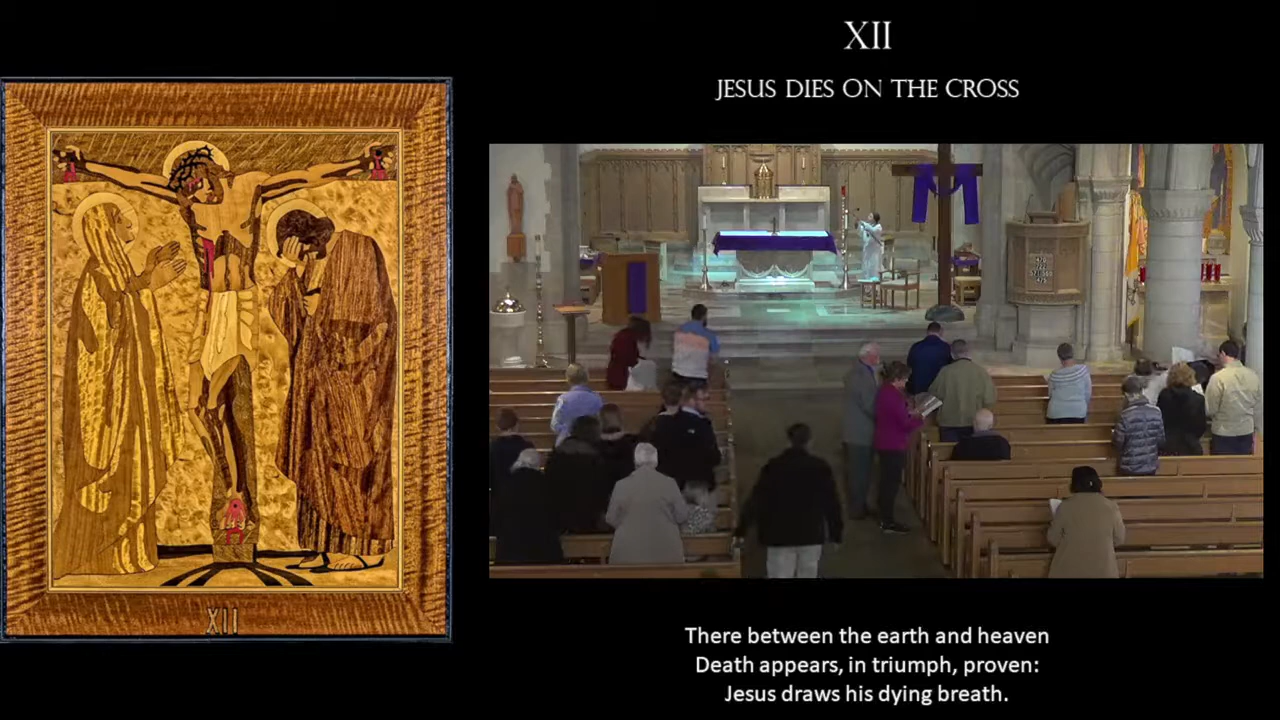 XII
JESUS DIES ON THE CROSS
XII
There between the earth and heaven
Death appears, in triumph, proven:
Jesus draws his dying breath.